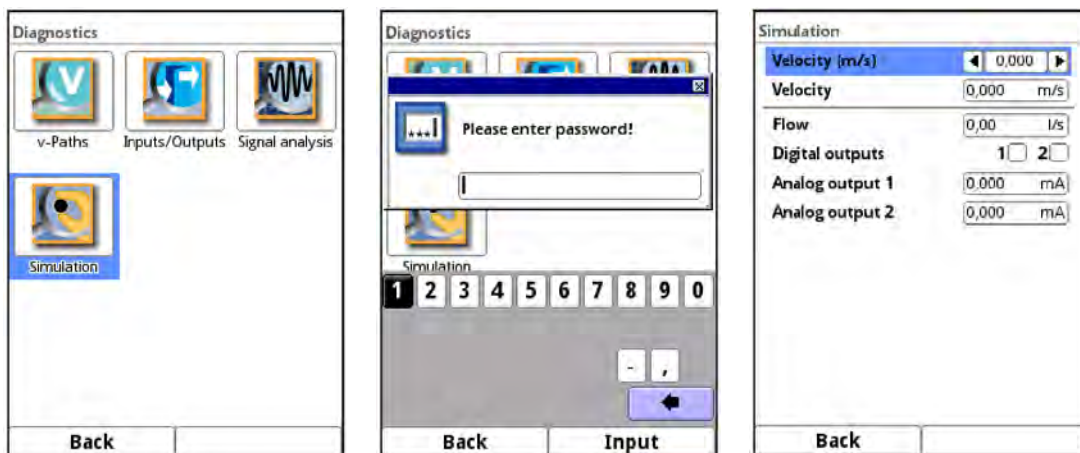 Diagnostics
v-Paths Inputs/Outputs Signal analysis
Simulation
Back
Diagnostics
Please enter password!
Simulation
1 2 3 4 5 6 7 8 9 0
- ,
Back Input
Simulation
Velocity (m/s) 0,000
Velocity 0,000 m/s
Flow 0,00 l/s
Digital outputs 1 2
Analog output 1 0,000 mA
Analog output 2 0,000 mA
Back